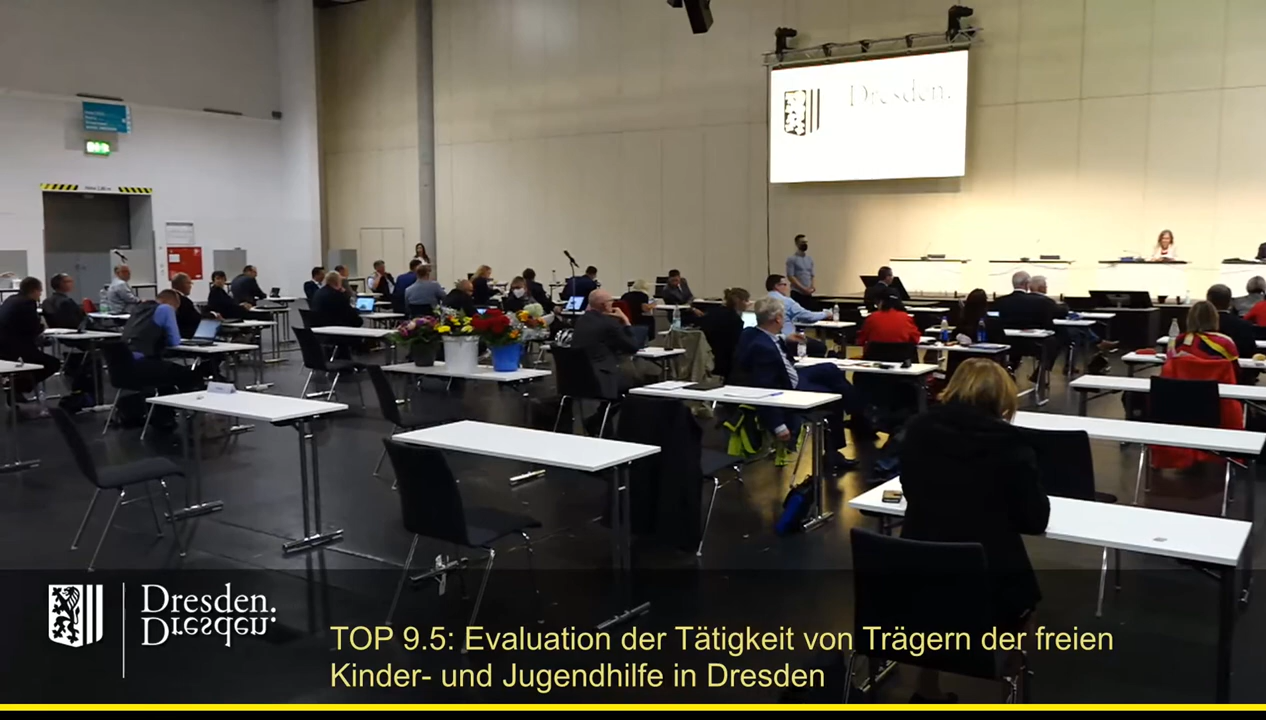 Dresden.
Dresden.
Dresden.
TOP 9.5: Evaluation der Tätigkeit von Trägern der freien
Kinder- und Jugendhilfe in Dresden